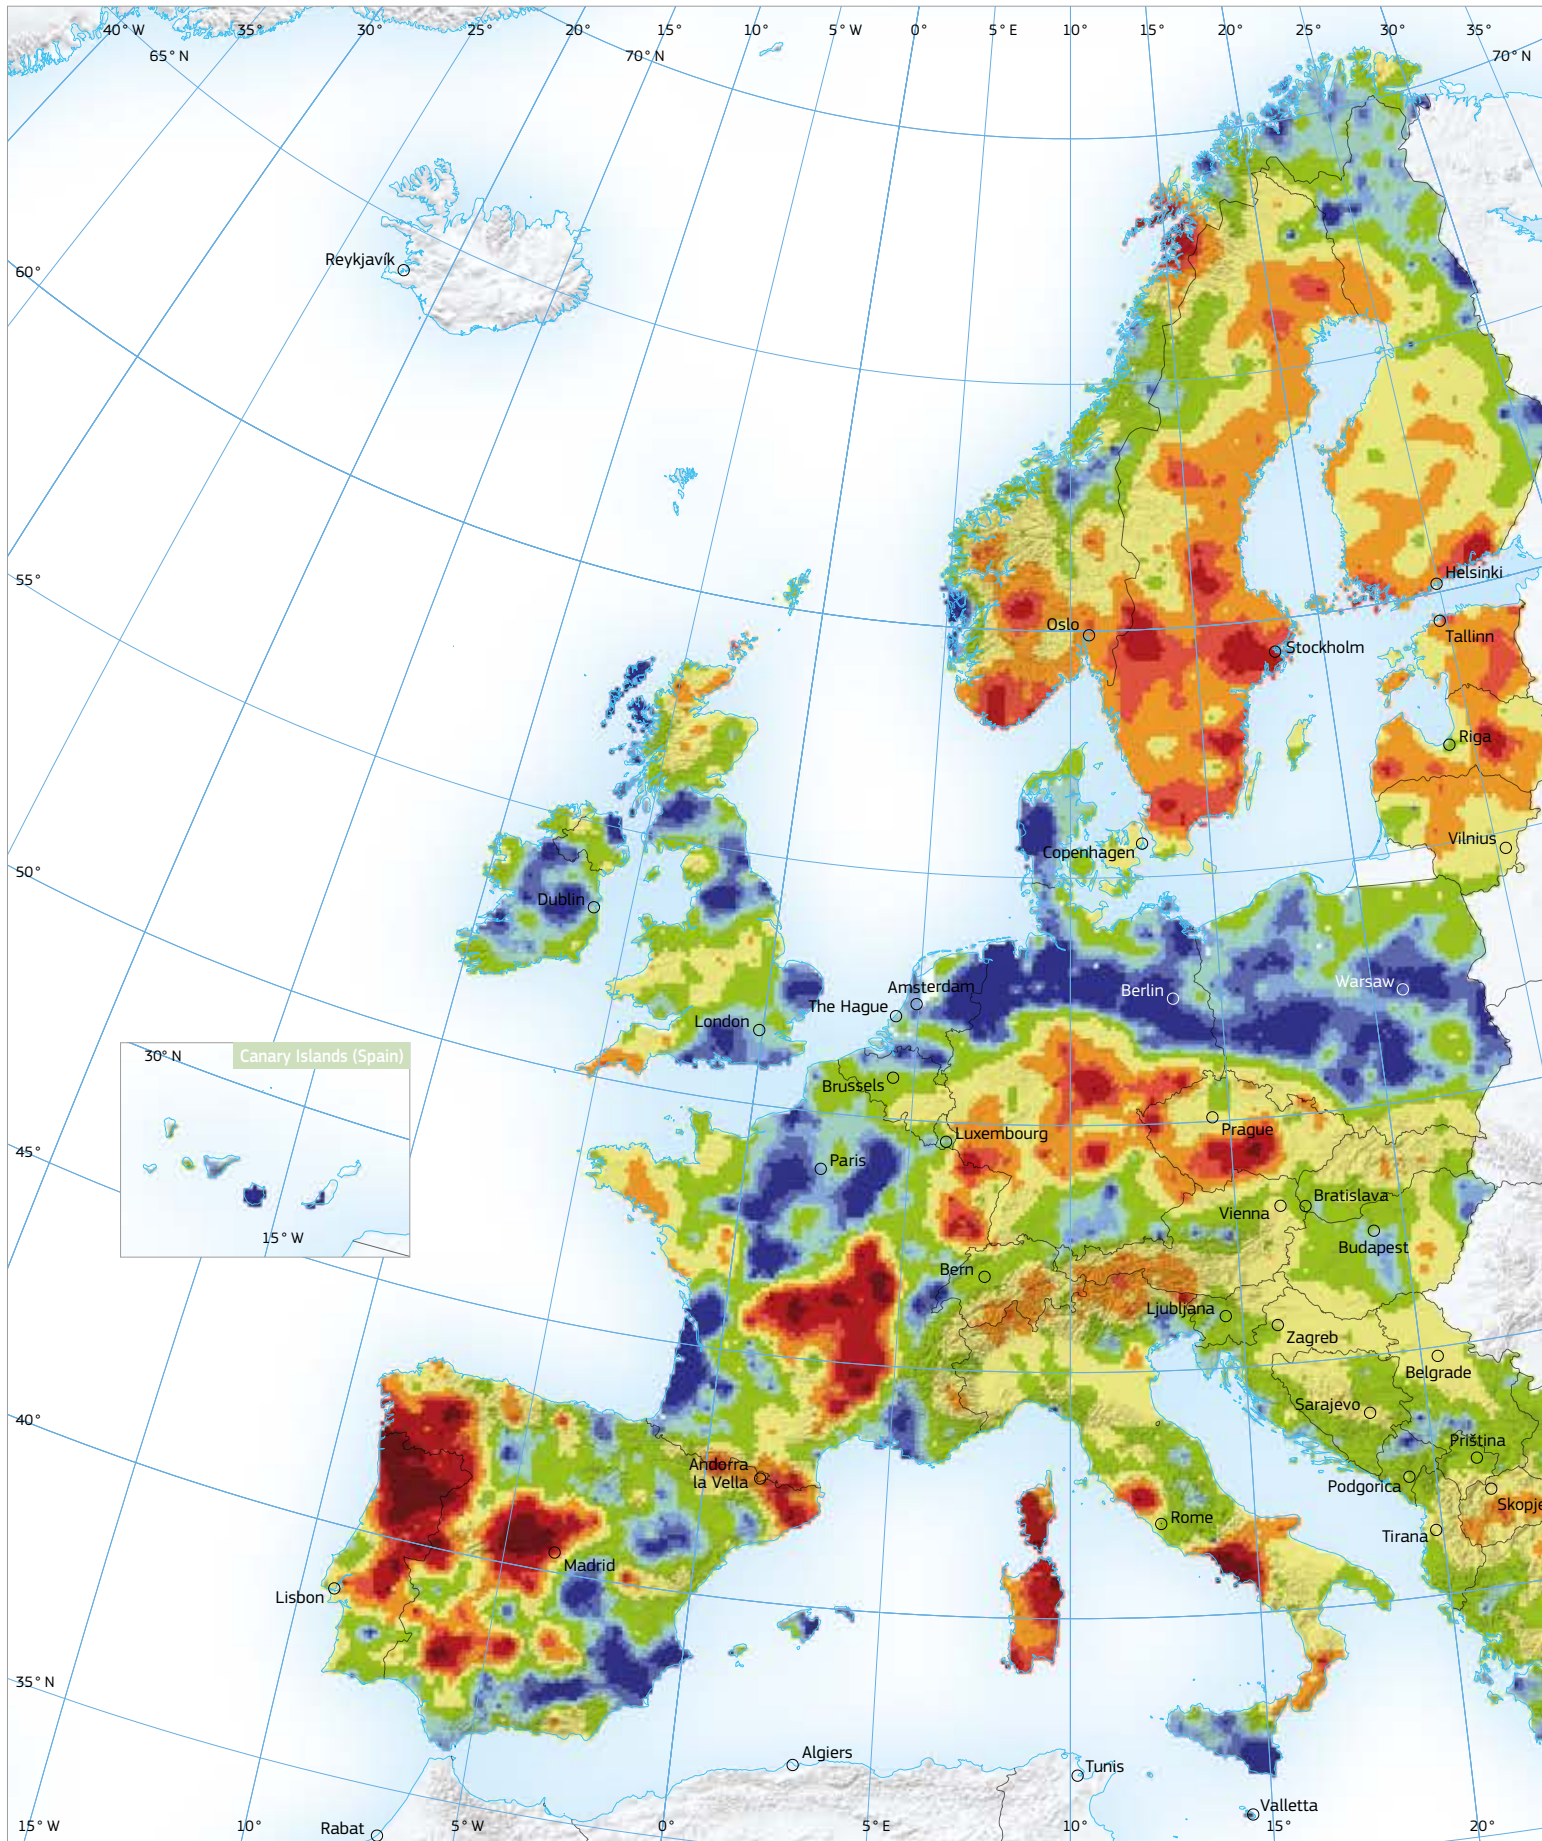 40° W
35°
30°
25°
20°
15°
10°
5° W
0°
5° E
10°
15°
20°
25°
30°
35°
65° N
70° N
70° N
Reykjavík
60°
55°
Helsinki
Oslo
Tallinn
Stockholm
Riga
Vilnius
Copenhagen
50°
Dublin
Amsterdam
Berlin
Warsaw
The Hague
London
30° N
Canary Islands (Spain)
Brussels
Luxembourg
Prague
45°
Paris
15° W
Vienna
Bratislava
Budapest
Bern
Ljubljana
Zagreb
Belgrade
40°
Sarajevo
Priština
Andorra
la Vella
Podgorica
Skopje
Rome
Tirana
Madrid
Lisbon
35° N
Algiers
Tunis
Valletta
15° W
10°
Rabat
5° W
0°
5° E
10°
15°
20°